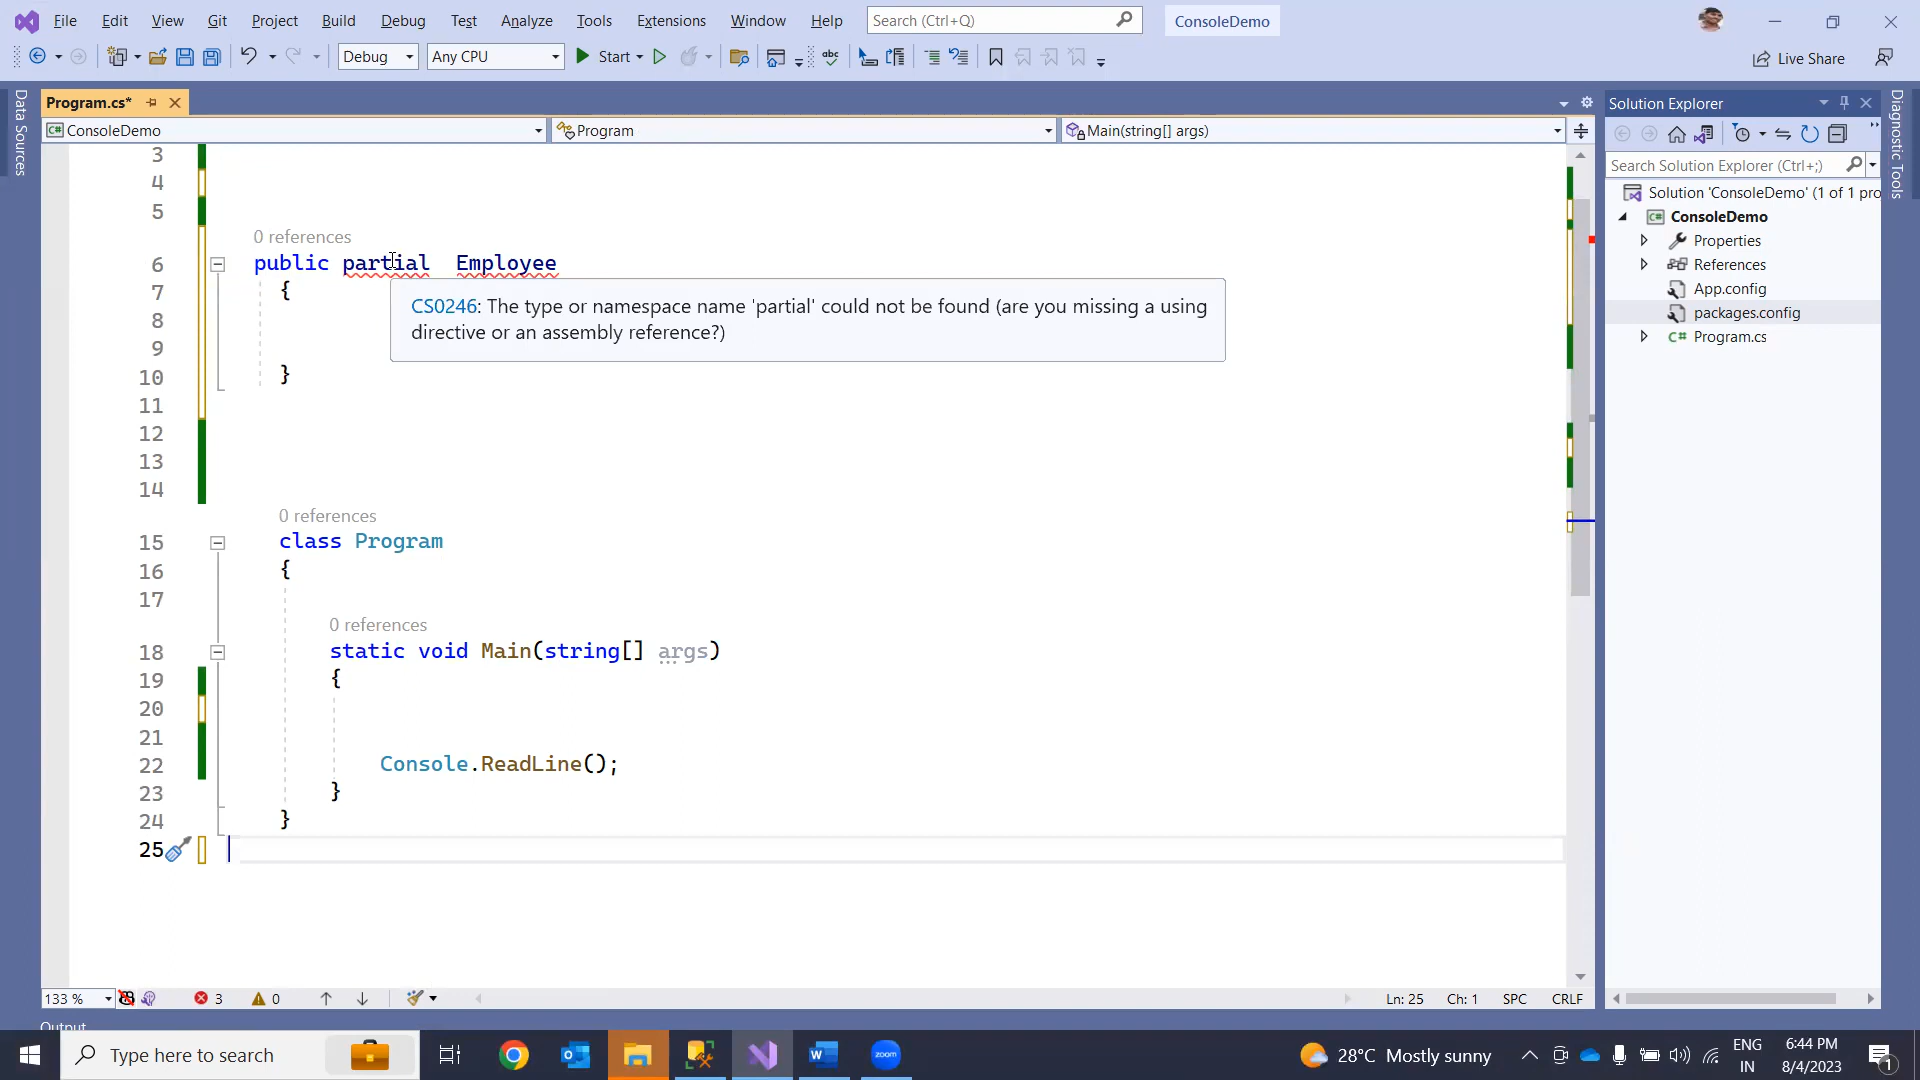 File Edit View Git Project Build Debug Test Analyze Tools Extensions Window Help Search (Ctrl+Q) ConsoleDemo
Debug Any CPU Start abc Live Share
Data Sources
Program.cs*
Solution Explorer
Diagnostic Tools
C# ConsoleDemo Program Main(string[] args)
Search Solution Explorer (Ctrl+;)
Solution 'ConsoleDemo' (1 of 1 pro
C# ConsoleDemo
Properties
References
App.config
packages.config
C# Program.cs
3
4
5
0 references
6 public partial  Employee
7 {
CS0246: The type or namespace name 'partial' could not be found (are you missing a using
directive or an assembly reference?)
8
9
10 }
11
12
13
14
0 references
15 class Program
16 {
17
0 references
18 static void Main(string[] args)
19 {
20
21
22 Console.ReadLine();
23 }
24 }
25
133 % 3 0 Ln: 25 Ch: 1 SPC CRLF
Output
Type here to search zoom 28°C Mostly sunny ENG
IN 6:44 PM
8/4/2023 1